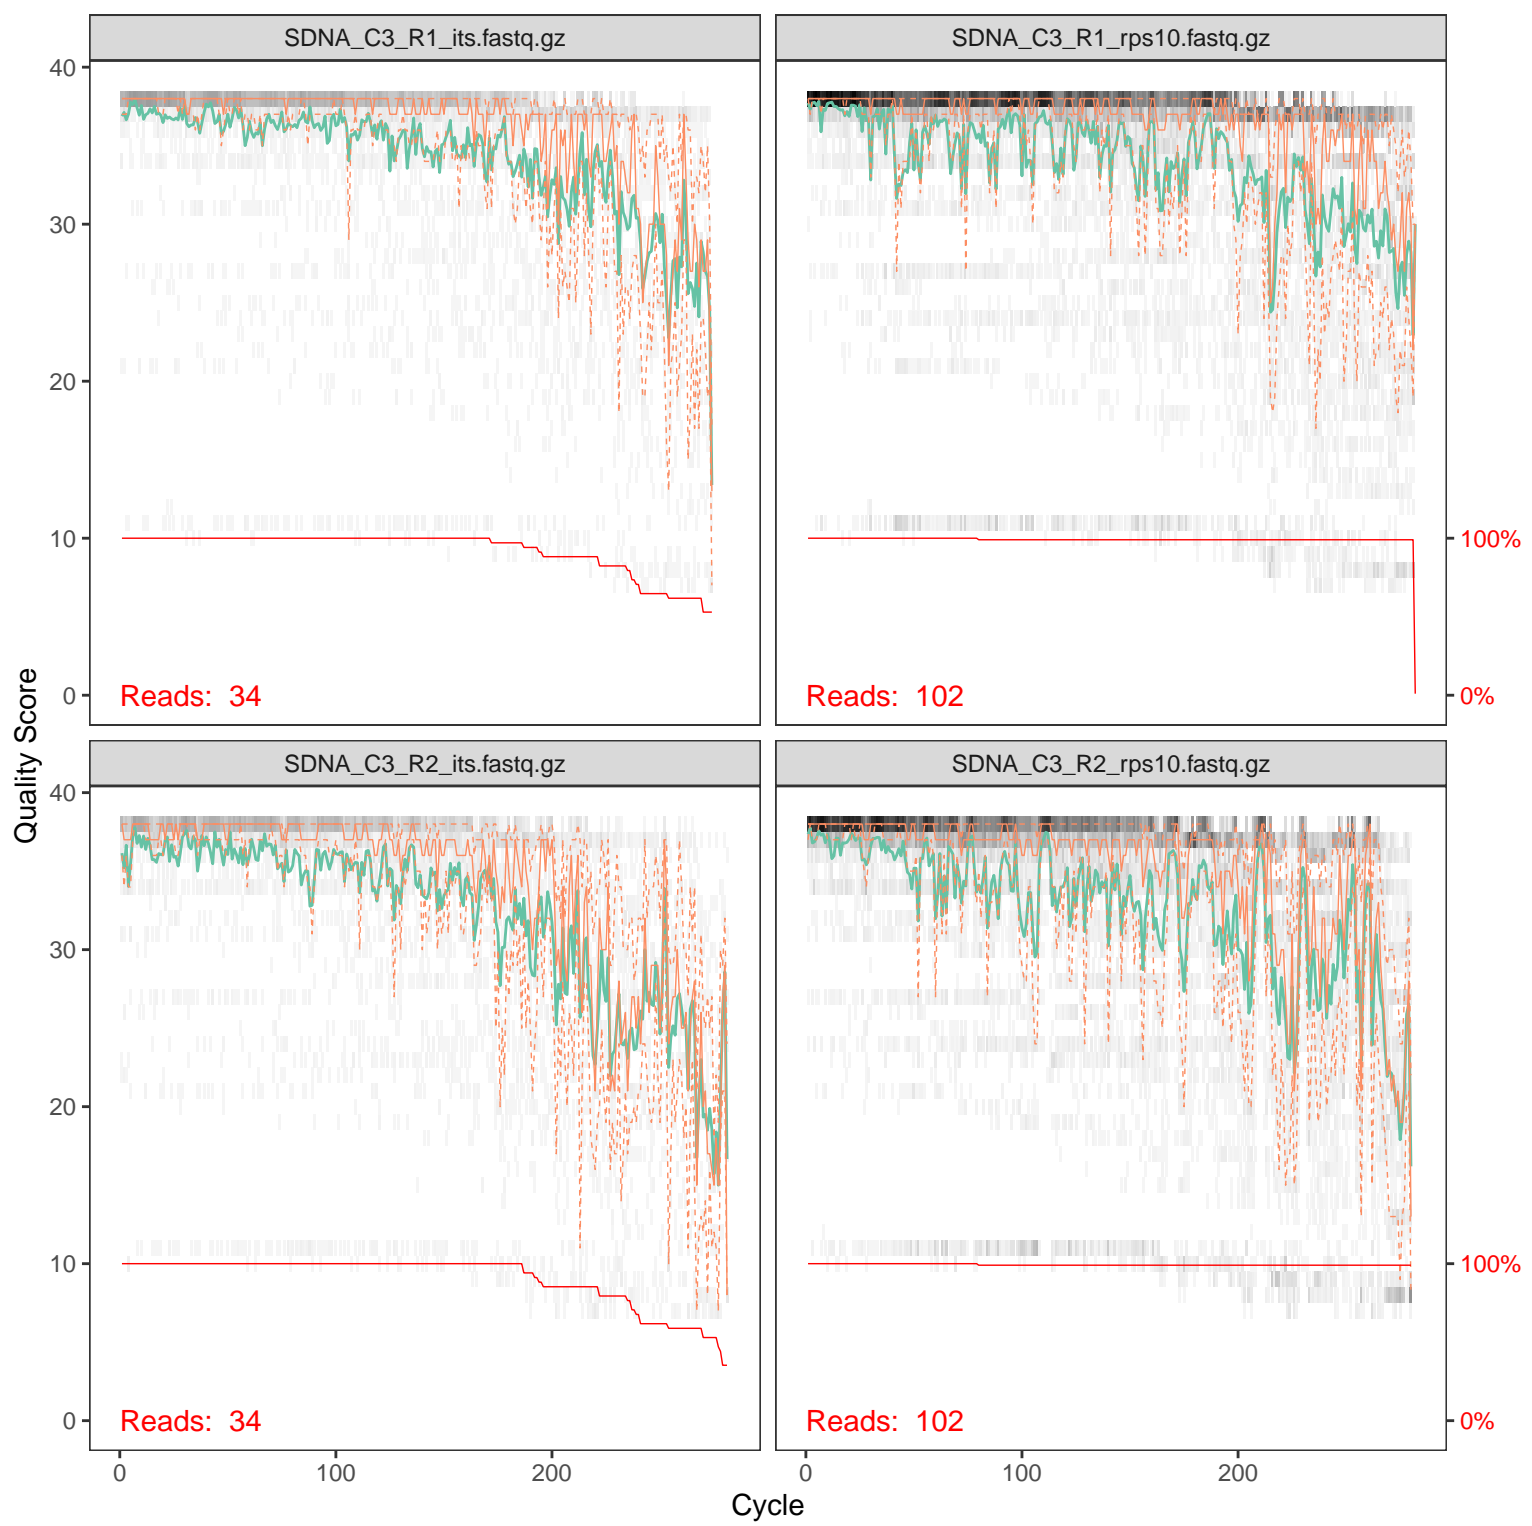 SDNA_C3_R1_its.fastq.gz
SDNA_C3_R1_rps10.fastq.gz
40
30
20
10
0
100%
0%
Reads: 34
Reads: 102
Quality Score
SDNA_C3_R2_its.fastq.gz
SDNA_C3_R2_rps10.fastq.gz
40
30
20
10
0
100%
0%
Reads: 34
Reads: 102
0
100
200
0
100
200
Cycle